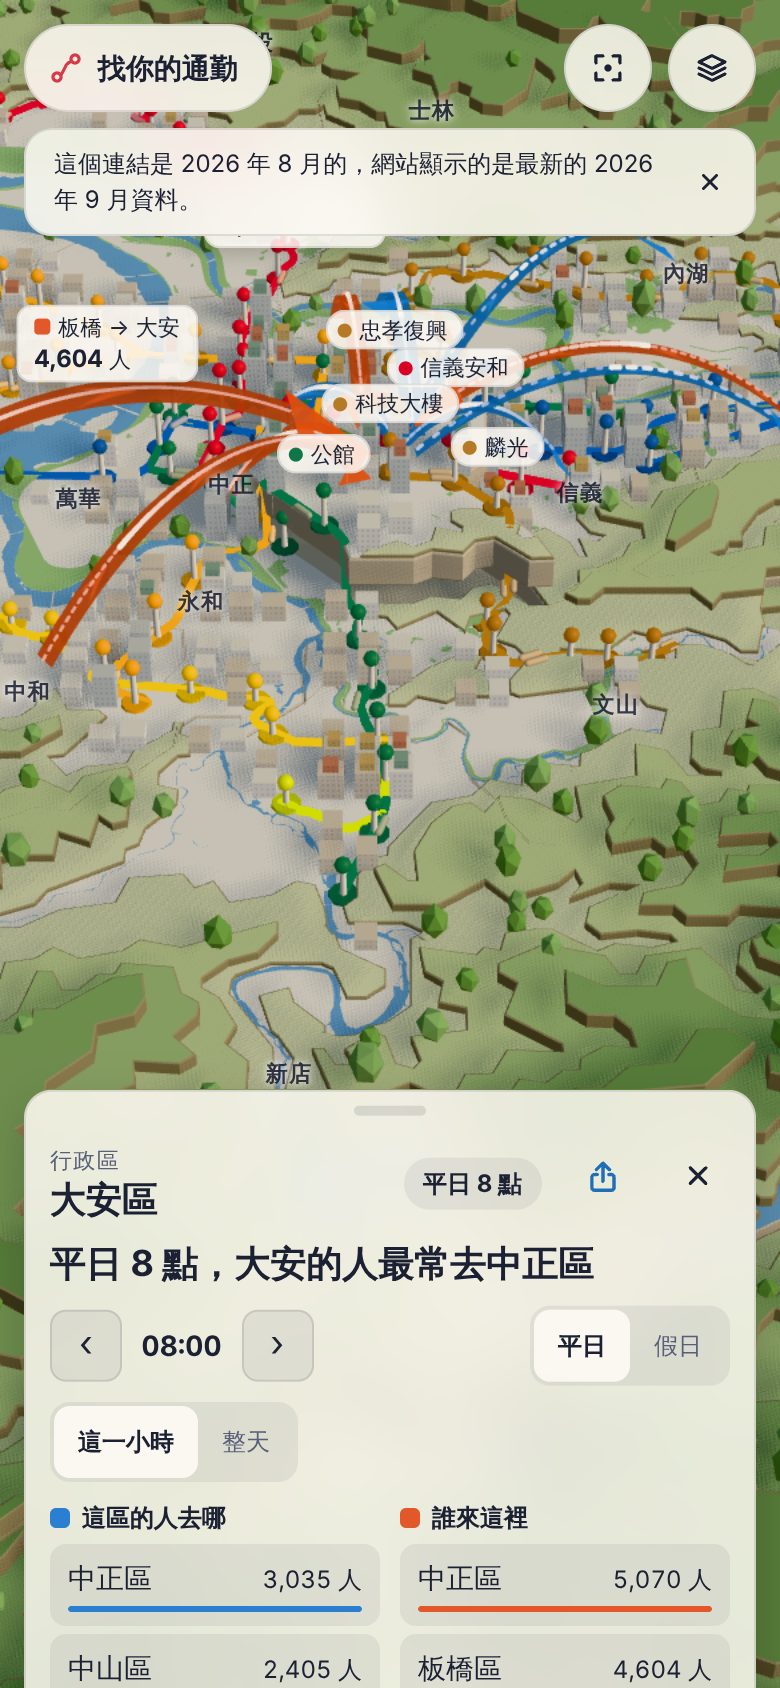 找你的通勤
士林
這個連結是 2026 年 8 月的，網站顯示的是最新的 2026
年 9 月資料。
內湖
板橋 → 大安
4,604 人
忠孝復興
信義安和
科技大樓
公館
麟光
中正
信義
萬華
永和
中和
文山
新店
行政區
大安區
平日 8 點
平日 8 點，大安的人最常去中正區
‹ 08:00 ›
平日 假日
這一小時 整天
這區的人去哪
中正區 3,035 人
中山區 2,405 人
誰來這裡
中正區 5,070 人
板橋區 4,604 人